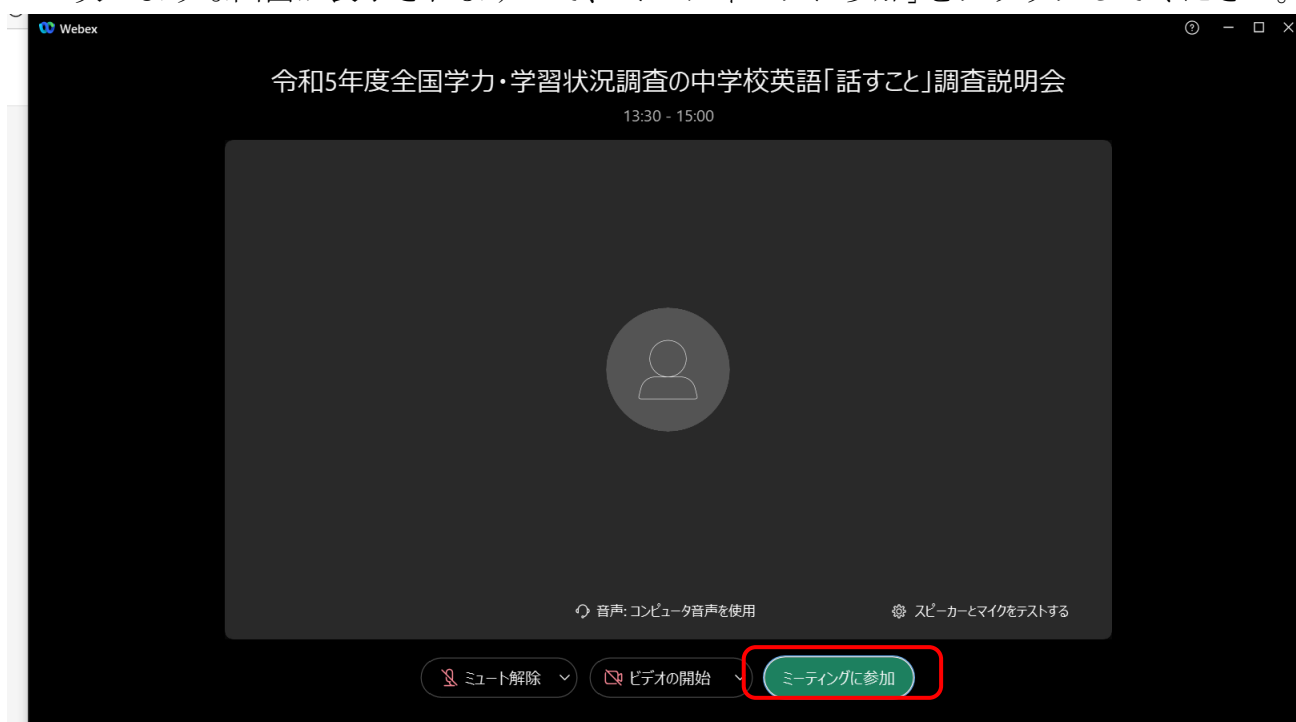 Webex
令和5年度全国学力・学習状況調査の中学校英語「話すこと」調査説明会
13:30 - 15:00
音声: コンピュータ音声を使用
スピーカーとマイクをテストする
ミュート解除
ビデオの開始
ミーティングに参加